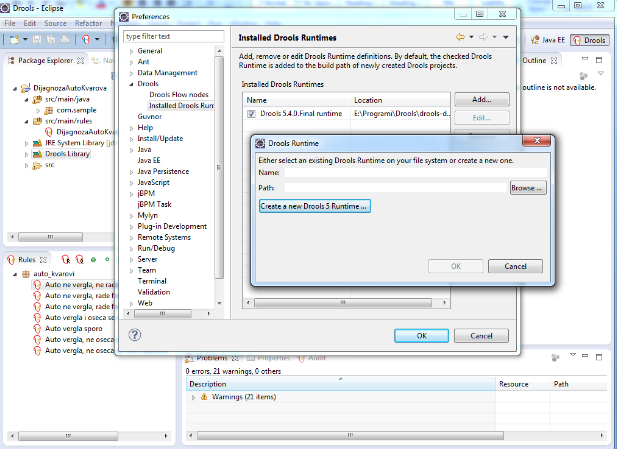 Drools - Eclipse
File Edit Source Refactor
Java EE
Drools
Package Explorer
DijagnozaAutoKvarova
src/main/java
com.sample
src/main/rules
DijagnozaAutoKva
JRE System Library [jd
Drools Library
src
Rules
auto_kvarovi
Auto ne vergla, ne rad
Auto ne vergla, rade f
Auto ne vergla, rade f
Auto vergla i oseca se
Auto vergla sporo
Auto vergla, ne oseca
Auto vergla, ne oseca
Preferences
type filter text
General
Ant
Data Management
Drools
Drools Flow nodes
Installed Drools Run
Guvnor
Help
Install/Update
Java
Java EE
Java Persistence
JavaScript
jBPM
jBPM Task
Mylyn
Plug-in Development
Remote Systems
Run/Debug
Server
Team
Terminal
Validation
Web
Installed Drools Runtimes
Add, remove or edit Drools Runtime definitions. By default, the checked Drools
Runtime is added to the build path of newly created Drools projects.
Installed Drools Runtimes:
Name Location
Drools 5.4.0.Final runtime E:\Programi\Drools\drools-d
Add...
Edit...
OK
Cancel
Drools Runtime
Either select an existing Drools Runtime on your file system or create a new one.
Name:
Path:
Browse ...
Create a new Drools 5 Runtime ...
OK
Cancel
Outline
outline is not available.
Problems
Properties
Audit
0 errors, 21 warnings, 0 others
Description Resource Path
Warnings (21 items)